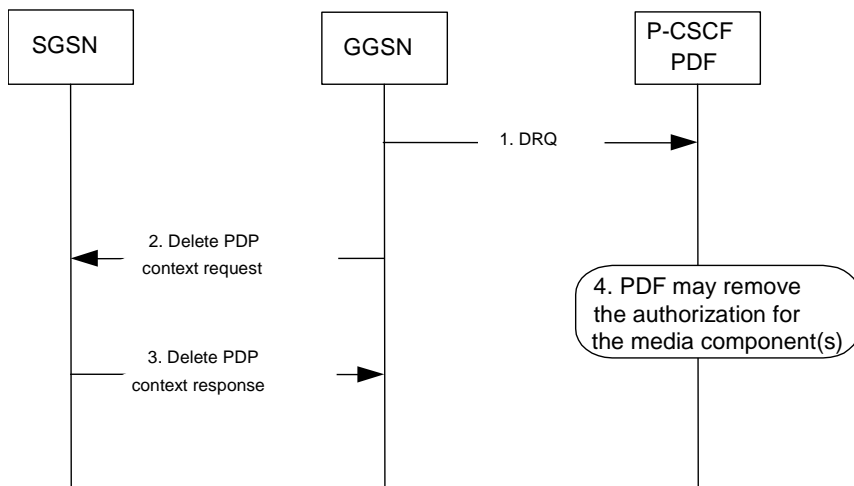 SGSN
GGSN
P-CSCF
PDF
1. DRQ
2. Delete PDP
context request
4. PDF may remove
the authorization for
the media component(s)
3. Delete PDP
context response